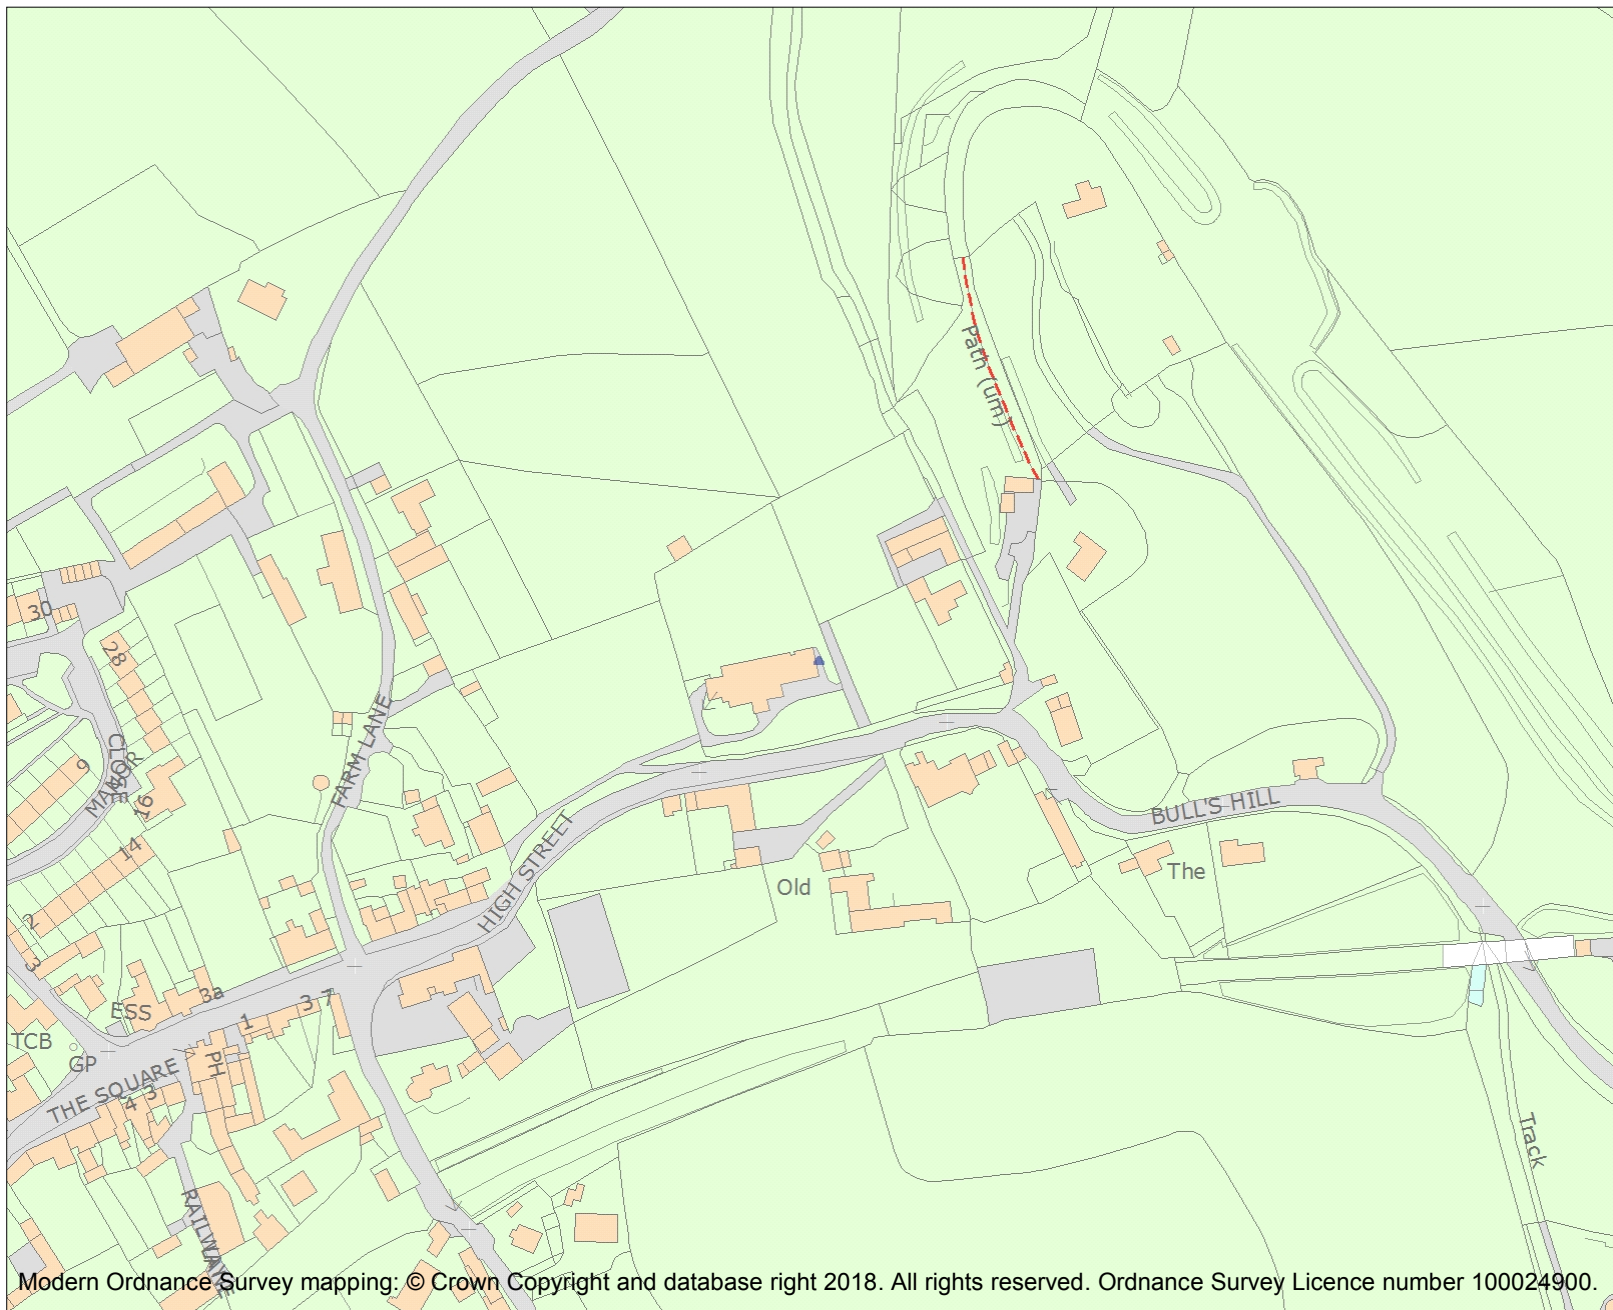 Path (um)
30
28
CLOSE
MANOR
9
16
14
2
3
FARM LANE
HIGH STREET
BULL'S HILL
Old
The
3a
3 7
1
ESS
TCB
GP
PH
THE SQUARE
4 3
Track
Modern Ordnance Survey mapping: © Crown Copyright and database right 2018. All rights reserved. Ordnance Survey Licence number 100024900.